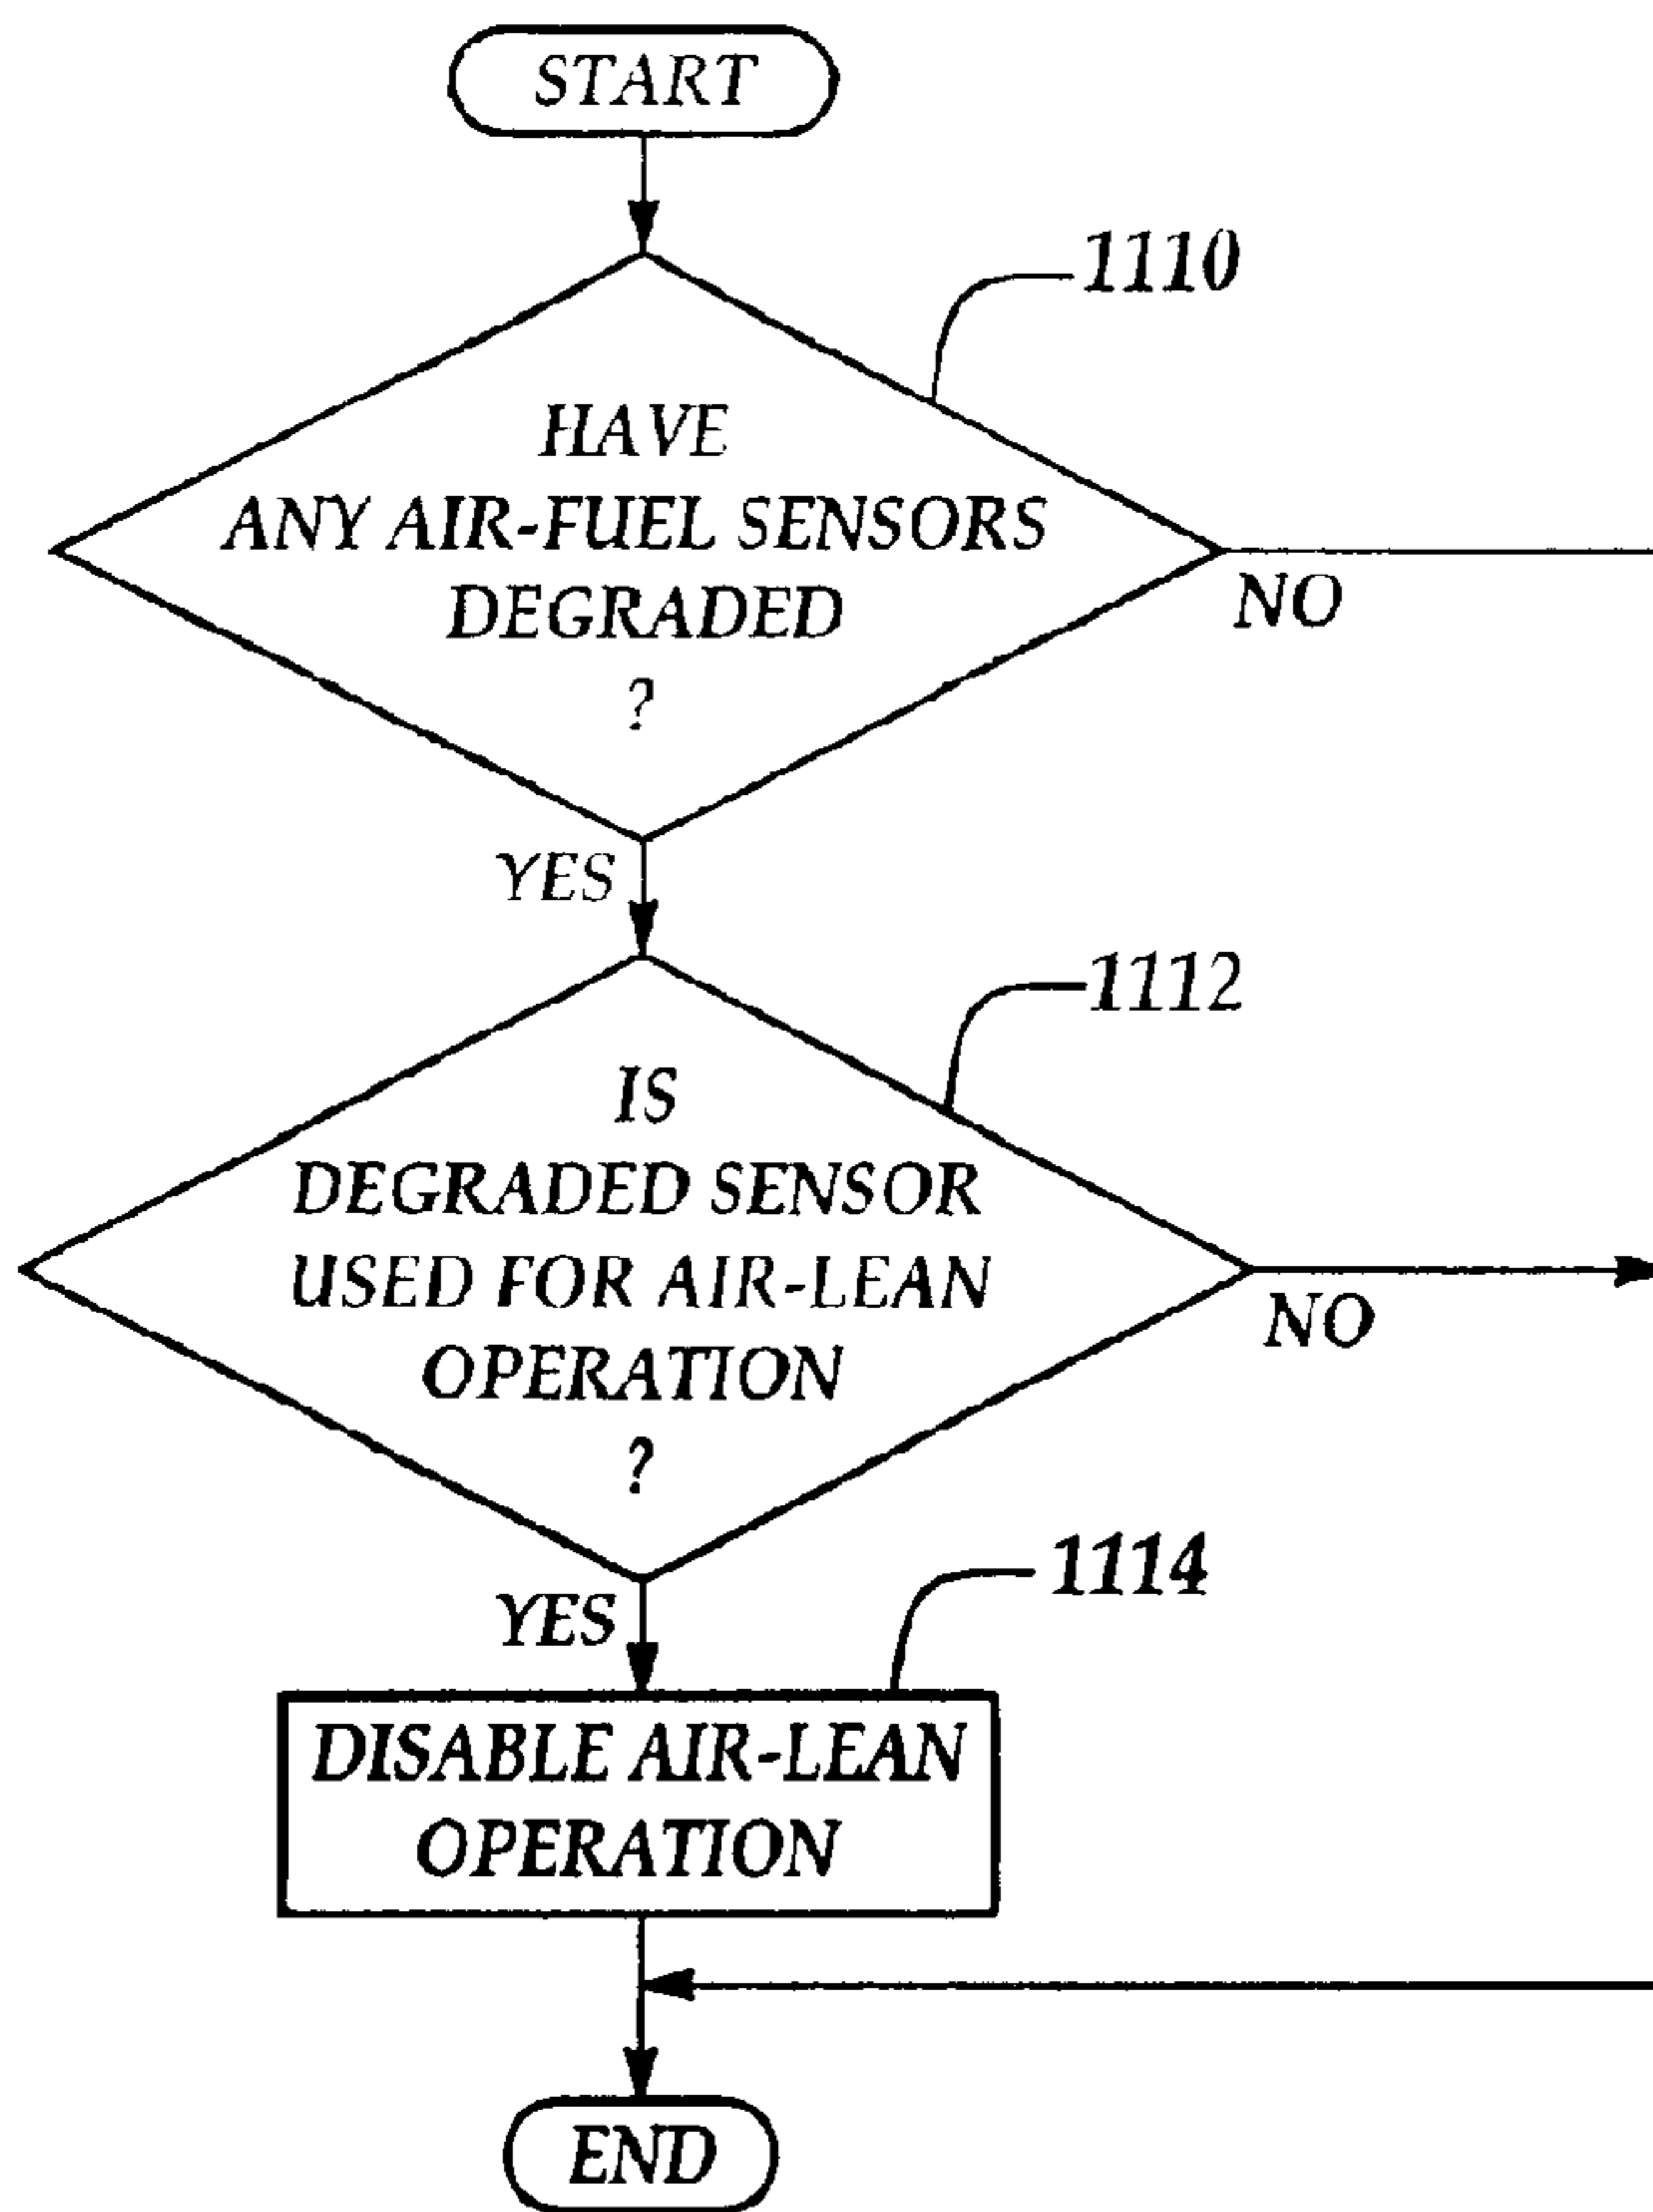 START
1110
HAVE
ANY AIR-FUEL SENSORS
DEGRADED
?
NO
YES
1112
IS
DEGRADED SENSOR
USED FOR AIR-LEAN
OPERATION
?
NO
YES
1114
DISABLE AIR-LEAN
OPERATION
END